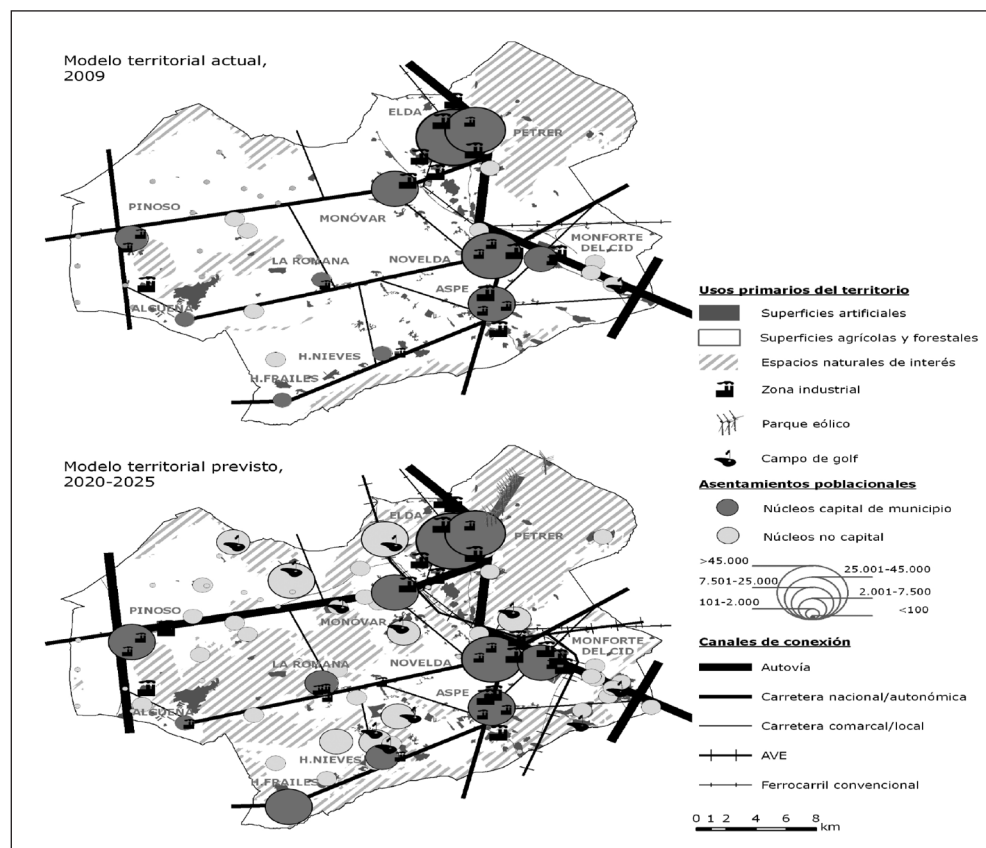 Modelo territorial actual,
2009
ELDA
PETRER
PINOSO
MONÓVAR
MONFORTE
DEL CID
LA ROMANA
NOVELDA
ASPE
ALGUEÑA
H.NIEVES
H.FRAILES
Modelo territorial previsto,
2020-2025
ELDA
PETRER
PINOSO
MONÓVAR
MONFORTE
DEL CID
LA ROMANA
NOVELDA
ASPE
ALGUEÑA
H.NIEVES
H.FRAILES
Usos primarios del territorio
Superficies artificiales
Superficies agrícolas y forestales
Espacios naturales de interés
Zona industrial
Parque eólico
Campo de golf
Asentamientos poblacionales
Núcleos capital de municipio
Núcleos no capital
>45.000
25.001-45.000
7.501-25.000
2.001-7.500
101-2.000
<100
Canales de conexión
Autovía
Carretera nacional/autonómica
Carretera comarcal/local
AVE
Ferrocarril convencional
0 1 2 4 6 8
km